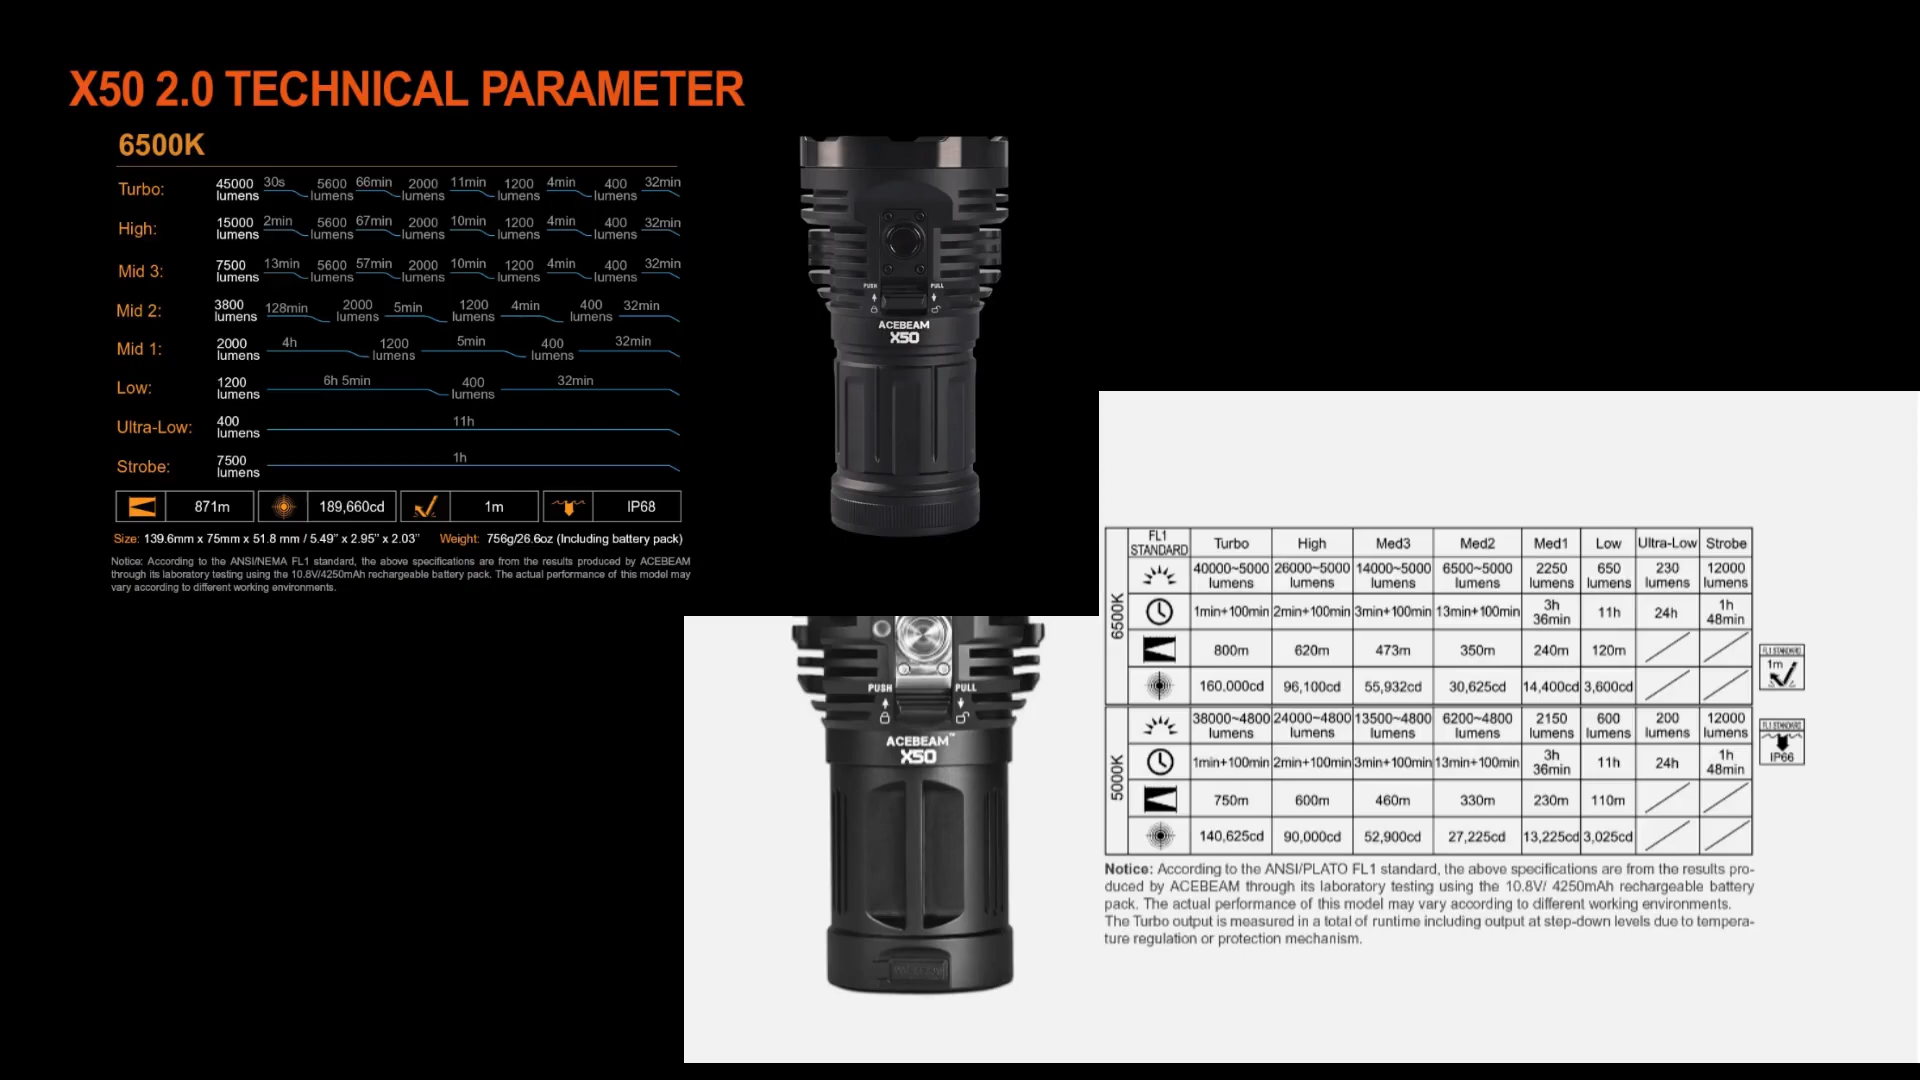 X50 2.0 TECHNICAL PARAMETER
6500K
Turbo: 45000 lumens 30s 5600 lumens 66min 2000 lumens 11min 1200 lumens 4min 400 lumens 32min
High: 15000 lumens 2min 5600 lumens 67min 2000 lumens 10min 1200 lumens 4min 400 lumens 32min
Mid 3: 7500 lumens 13min 5600 lumens 57min 2000 lumens 10min 1200 lumens 4min 400 lumens 32min
Mid 2: 3800 lumens 128min 2000 lumens 5min 1200 lumens 4min 400 lumens 32min
Mid 1: 2000 lumens 4h 1200 lumens 5min 400 lumens 32min
Low: 1200 lumens 6h 5min 400 lumens 32min
Ultra-Low: 400 lumens 11h
Strobe: 7500 lumens 1h
871m 189,660cd 1m IP68
Size: 139.6mm x 75mm x 51.8 mm / 5.49” x 2.95” x 2.03” Weight: 756g/26.6oz (Including battery pack)
Notice: According to the ANSI/NEMA FL1 standard, the above specifications are from the results produced by ACEBEAM
through its laboratory testing using the 10.8V/4250mAh rechargeable battery pack. The actual performance of this model may
vary according to different working environments.
PUSH PULL
ACEBEAM
X50
PUSH PULL
ACEBEAM™
X50
FL1 STANDARD Turbo High Med3 Med2 Med1 Low Ultra-Low Strobe
6500K
40000~5000 lumens 26000~5000 lumens 14000~5000 lumens 6500~5000 lumens 2250 lumens 650 lumens 230 lumens 12000 lumens
1min+100min 2min+100min 3min+100min 13min+100min 3h 36min 11h 24h 1h 48min
800m 620m 473m 350m 240m 120m
160,000cd 96,100cd 55,932cd 30,625cd 14,400cd 3,600cd
5000K
38000~4800 lumens 24000~4800 lumens 13500~4800 lumens 6200~4800 lumens 2150 lumens 600 lumens 200 lumens 12000 lumens
1min+100min 2min+100min 3min+100min 13min+100min 3h 36min 11h 24h 1h 48min
750m 600m 460m 330m 230m 110m
140,625cd 90,000cd 52,900cd 27,225cd 13,225cd 3,025cd
FL1 STANDARD
1m
FL1 STANDARD
IP66
Notice: According to the ANSI/PLATO FL1 standard, the above specifications are from the results pro-
duced by ACEBEAM through its laboratory testing using the 10.8V/ 4250mAh rechargeable battery
pack. The actual performance of this model may vary according to different working environments.
The Turbo output is measured in a total of runtime including output at step-down levels due to tempera-
ture regulation or protection mechanism.